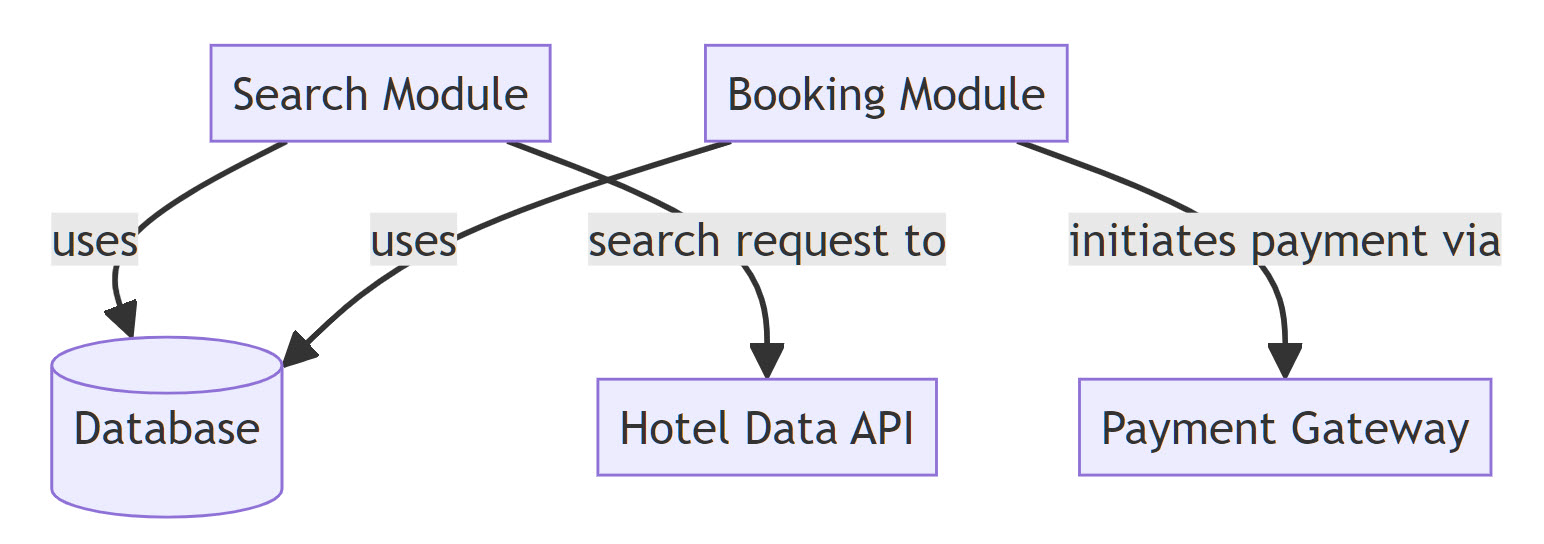 Search Module
Booking Module
uses
uses
search request to
initiates payment via
Database
Hotel Data API
Payment Gateway